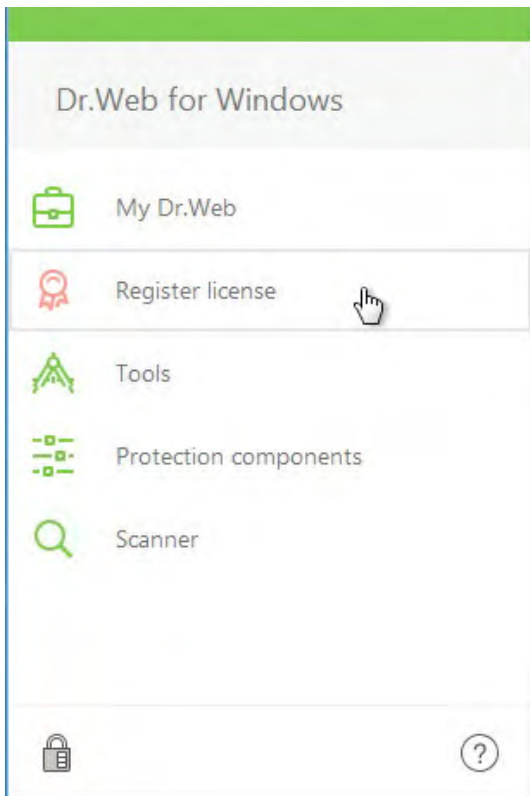 Dr.Web for Windows
My Dr.Web
Register license
Tools
Protection components
Scanner
?